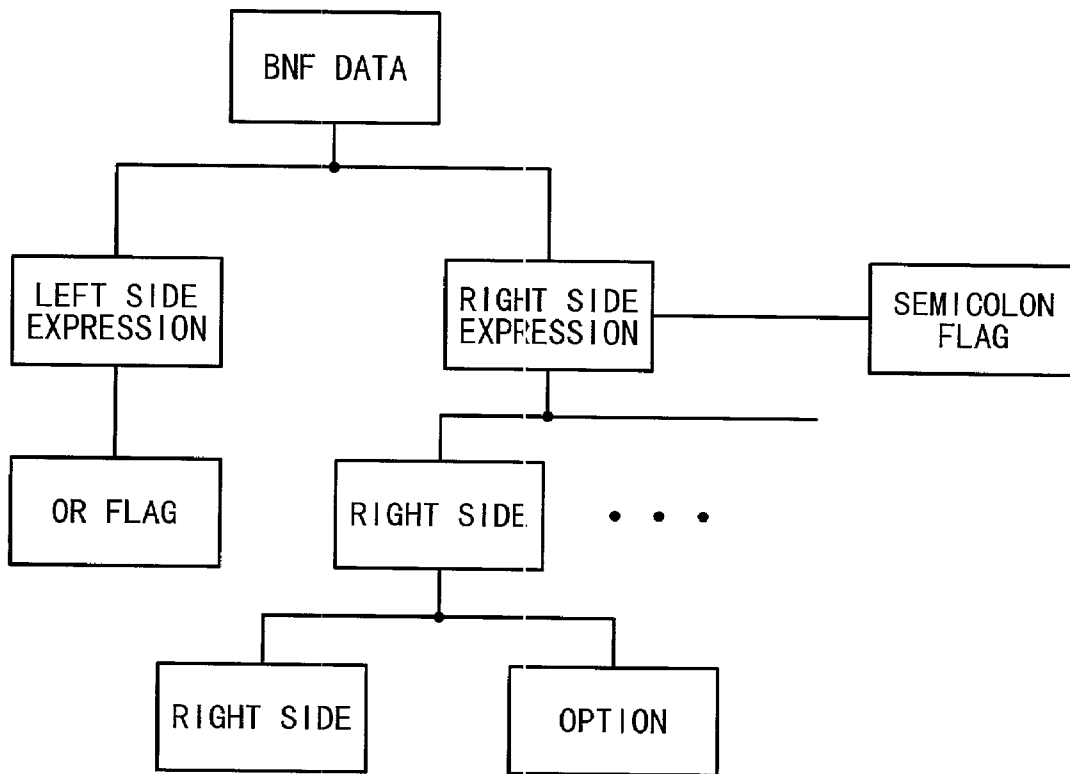 BNF DATA
LEFT SIDE
EXPRESSION
RIGHT SIDE
EXPRESSION
SEMICOLON
FLAG
OR FLAG
RIGHT SIDE
• • •
RIGHT SIDE
OPTION